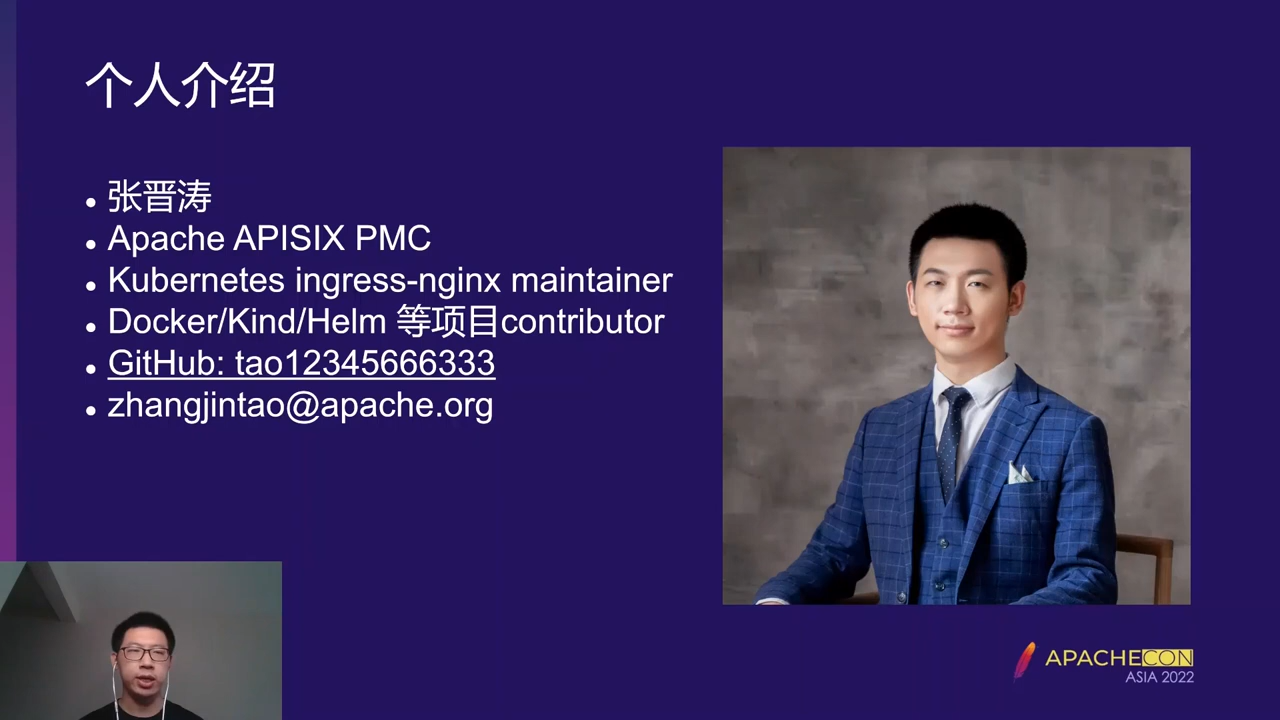 个人介绍
张晋涛
Apache APISIX PMC
Kubernetes ingress-nginx maintainer
Docker/Kind/Helm 等项目contributor
GitHub: tao12345666333
zhangjintao@apache.org
APACHECON
ASIA 2022